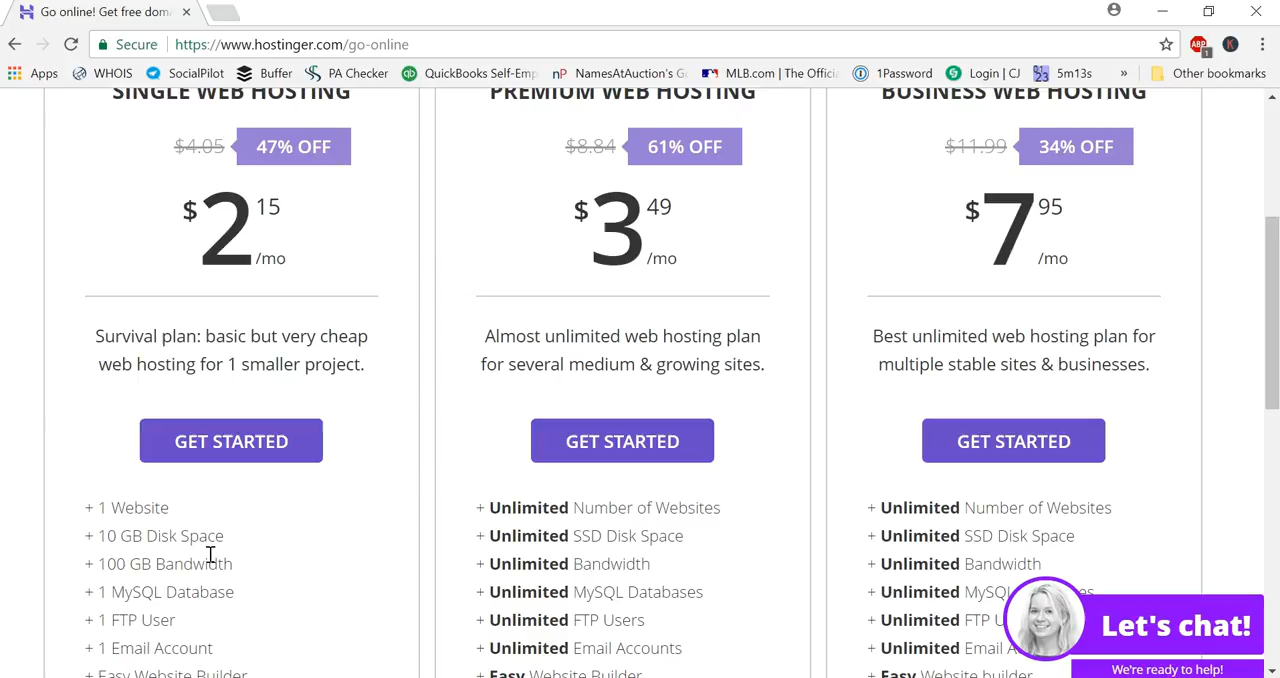 Go online! Get free dom
Secure https://www.hostinger.com/go-online
ABP
1
K
Apps WHOIS SocialPilot Buffer PA Checker QuickBooks Self-Emp NamesAtAuction's Go MLB.com | The Officia 1Password Login | CJ 5m13s » Other bookmarks
SINGLE WEB HOSTING
$4.05 47% OFF
$2 15 /mo
Survival plan: basic but very cheap
web hosting for 1 smaller project.
GET STARTED
+ 1 Website
+ 10 GB Disk Space
+ 100 GB Bandwidth
+ 1 MySQL Database
+ 1 FTP User
+ 1 Email Account
+ Easy Website Builder
PREMIUM WEB HOSTING
$8.84 61% OFF
$3 49 /mo
Almost unlimited web hosting plan
for several medium & growing sites.
GET STARTED
+ Unlimited Number of Websites
+ Unlimited SSD Disk Space
+ Unlimited Bandwidth
+ Unlimited MySQL Databases
+ Unlimited FTP Users
+ Unlimited Email Accounts
+ Easy Website Builder
BUSINESS WEB HOSTING
$11.99 34% OFF
$7 95 /mo
Best unlimited web hosting plan for
multiple stable sites & businesses.
GET STARTED
+ Unlimited Number of Websites
+ Unlimited SSD Disk Space
+ Unlimited Bandwidth
+ Unlimited MySQL
+ Unlimited FTP
+ Unlimited Email
+ Easy Website builder
Let's chat!
We're ready to help!